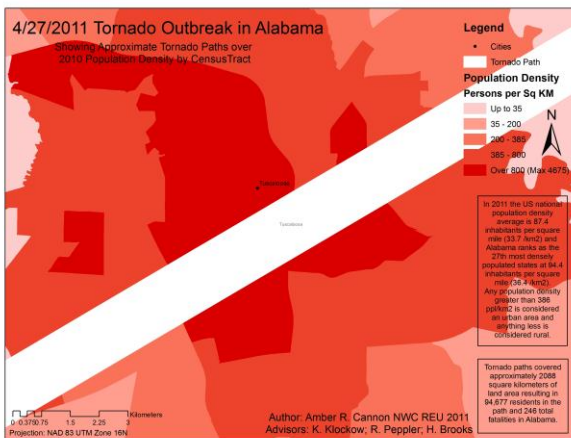 4/27/2011 Tornado Outbreak in Alabama
Showing Approximate Tornado Paths over
2010 Population Density by CensusTract
Legend
Cities
Tornado Path
Population Density
Persons per Sq KM
Up to 35
35 - 200
200 - 385
385 - 800
Over 800 (Max 4675)
N
Tuscaloosa
Tuscaloosa
In 2011 the US national
population density
average is 87.4
inhabitants per square
mile (33.7 /km2) and
Alabama ranks as the
27th most densely
populated states at 94.4
inhabitants per square
mile (36.4 /km2).
Any population density
greater than 386
ppl/km2 is considered
an urban area and
anything less is
considered rural.
Tornado paths covered
approximately 2088
square kilometers of
land area resulting in
94,677 residents in the
path and 246 total
fatalities in Alabama.
Kilometers
0 0.375 0.75 1.5 2.25 3
Projection: NAD 83 UTM Zone 16N
Author: Amber R. Cannon NWC REU 2011
Advisors: K. Klockow; R. Peppler; H. Brooks